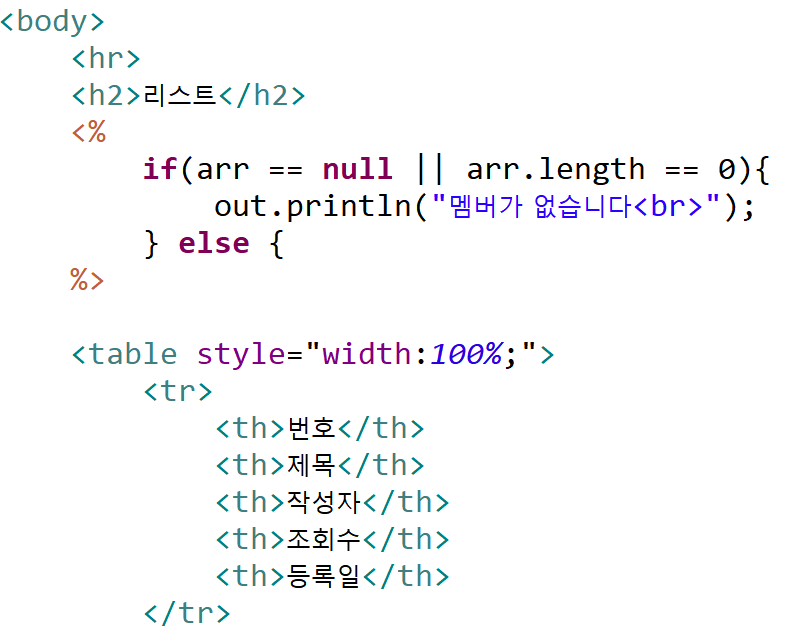 <body>
<hr>
<h2>리스트</h2>
<%
if(arr == null || arr.length == 0){
out.println("멤버가 없습니다<br>");
} else {
%>
<table style="width:100%;">
<tr>
<th>번호</th>
<th>제목</th>
<th>작성자</th>
<th>조회수</th>
<th>등록일</th>
</tr>